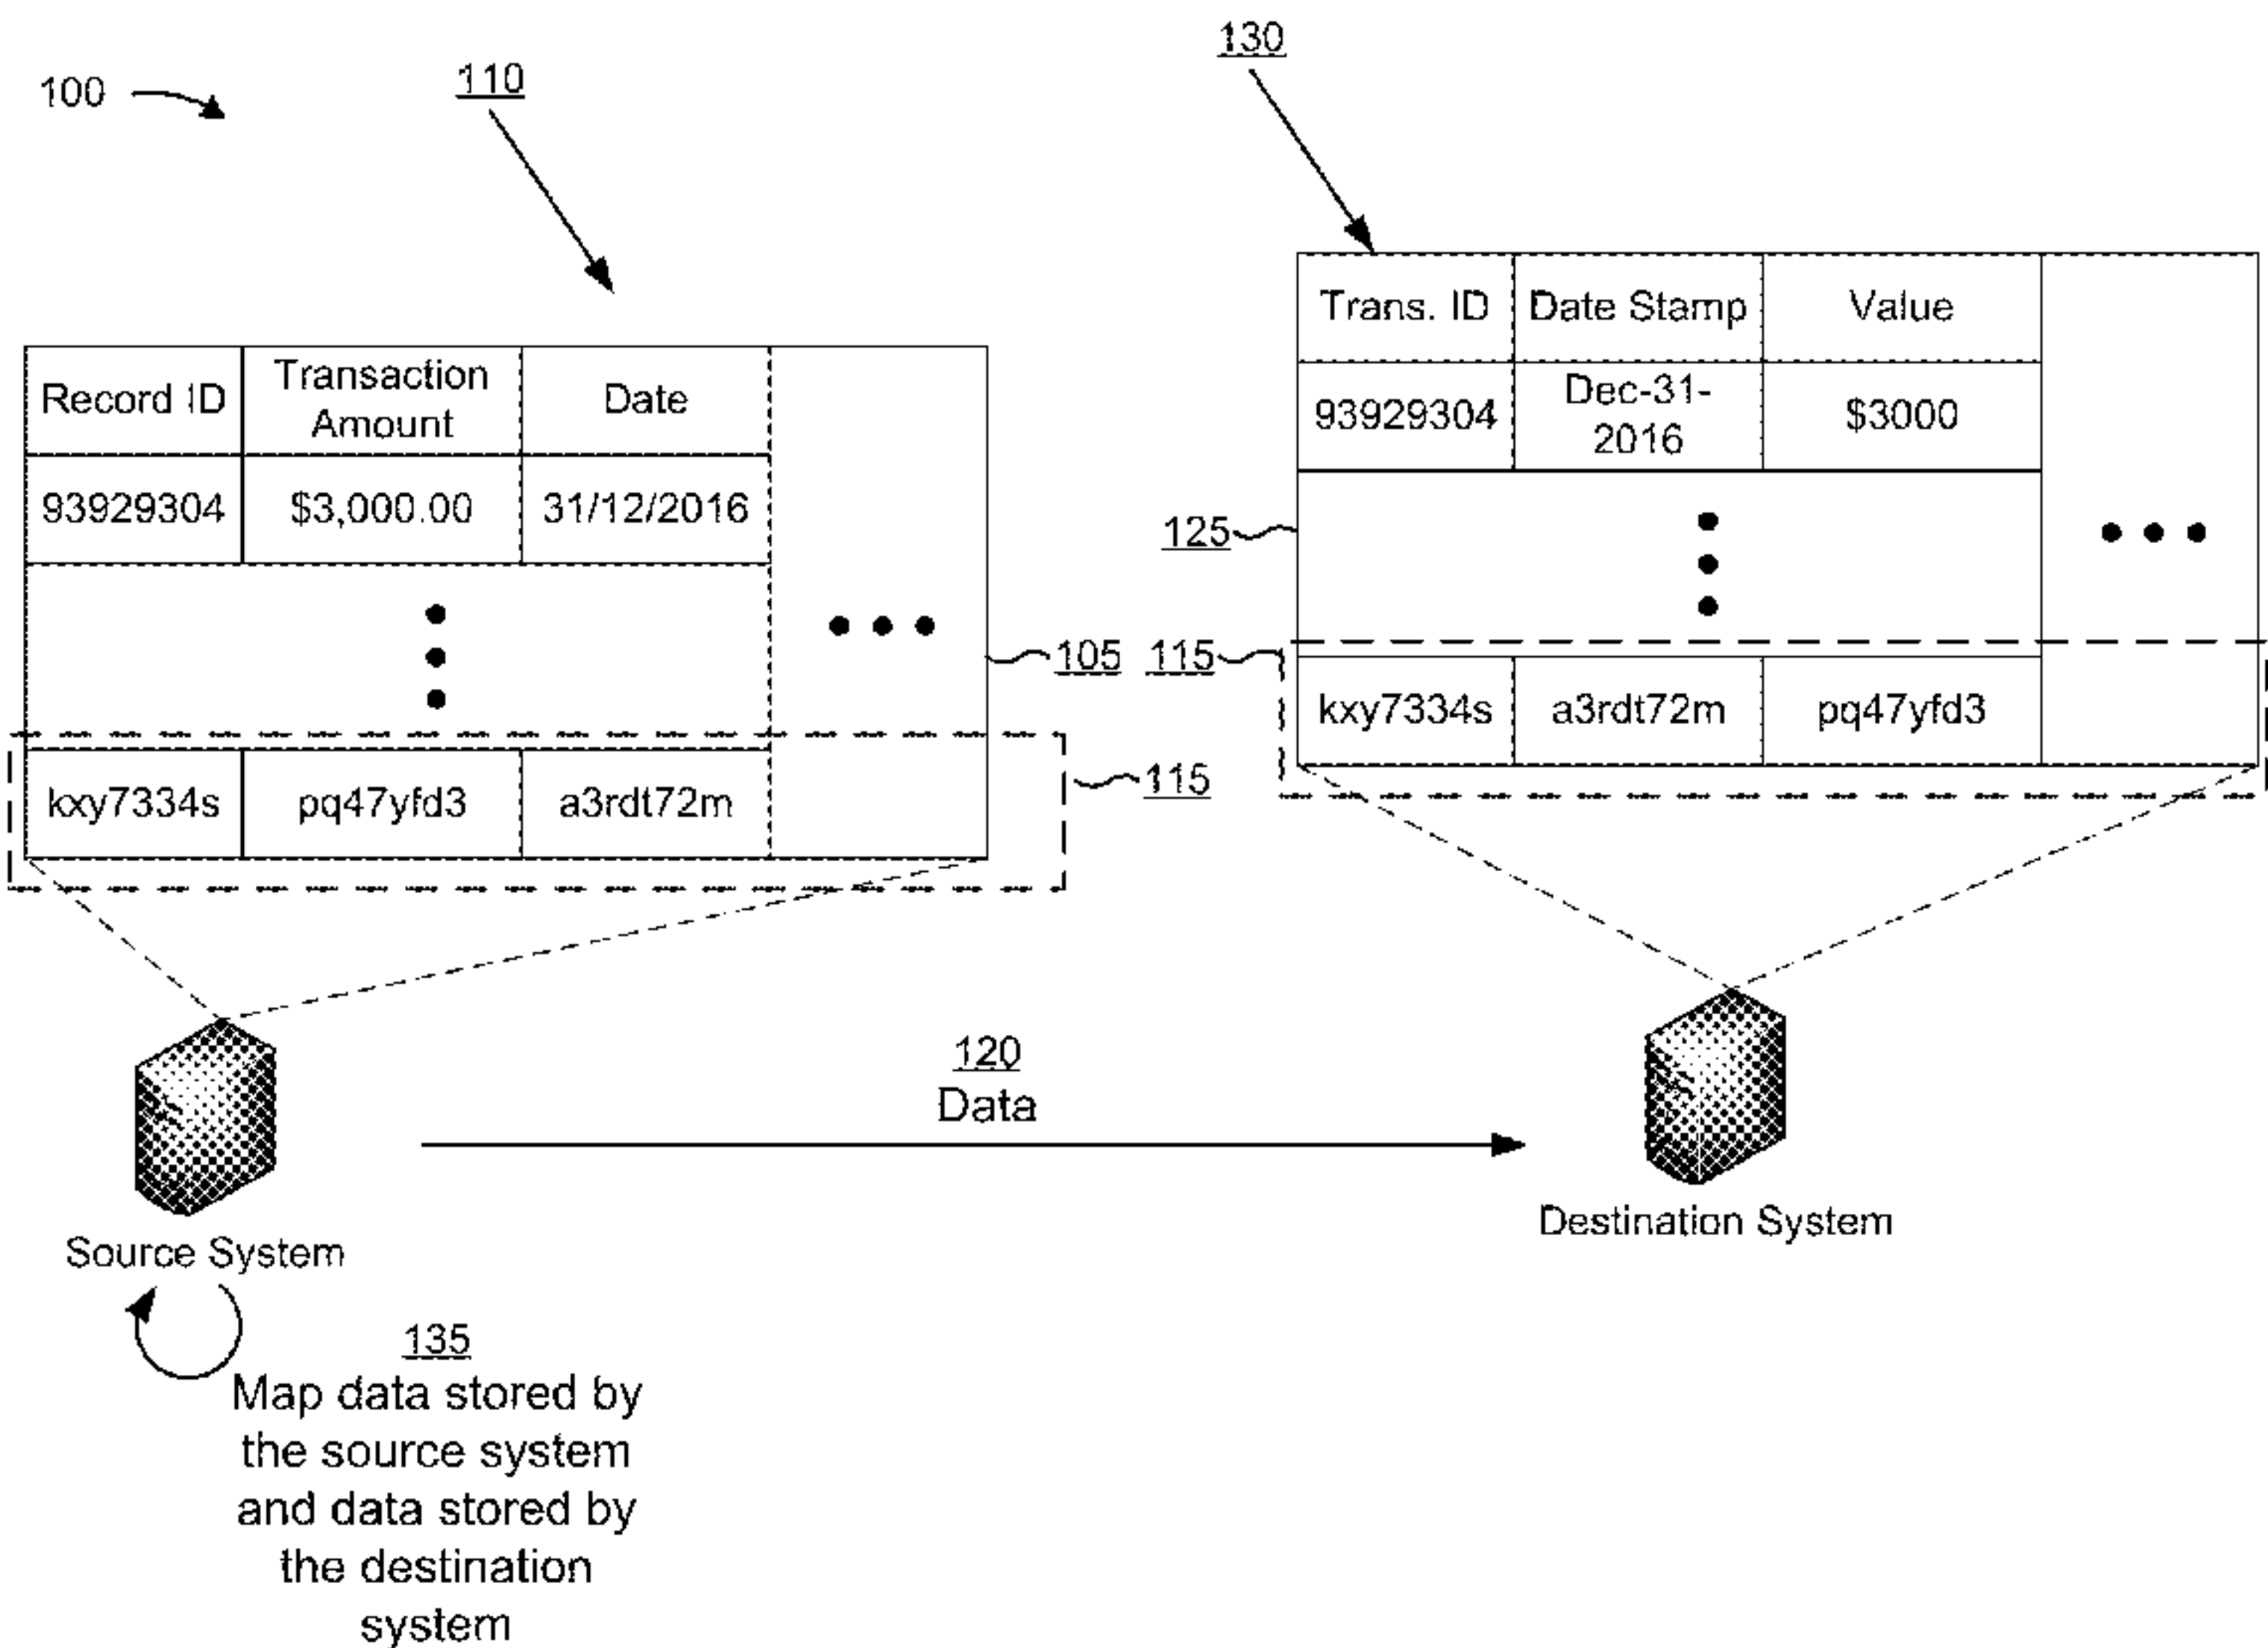 100
110
130
Record ID
Transaction
Amount
Date
93929304
$3,000.00
31/12/2016
105
kxy7334s
pq47yfd3
a3rdt72m
115
Trans. ID
Date Stamp
Value
93929304
Dec-31-
2016
$3000
125
115
kxy7334s
a3rdt72m
pq47yfd3
120
Data
Source System
Destination System
135
Map data stored by
the source system
and data stored by
the destination
system